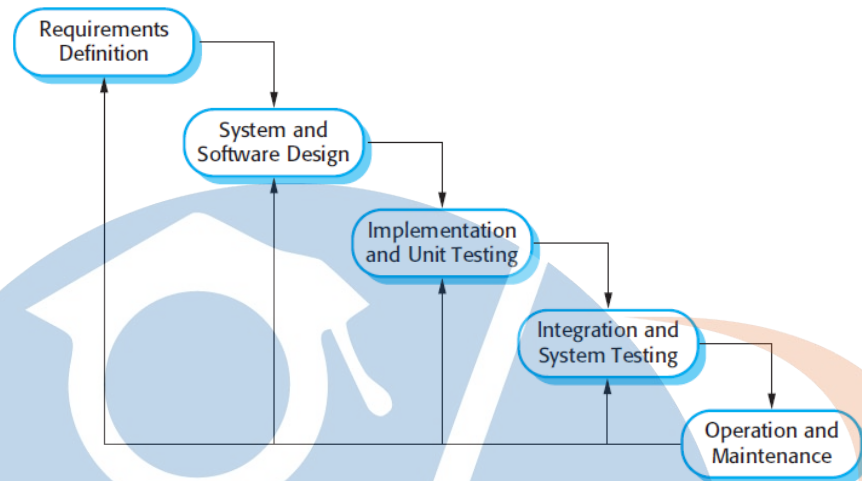 Requirements
Definition
System and
Software Design
Implementation
and Unit Testing
Integration and
System Testing
Operation and
Maintenance